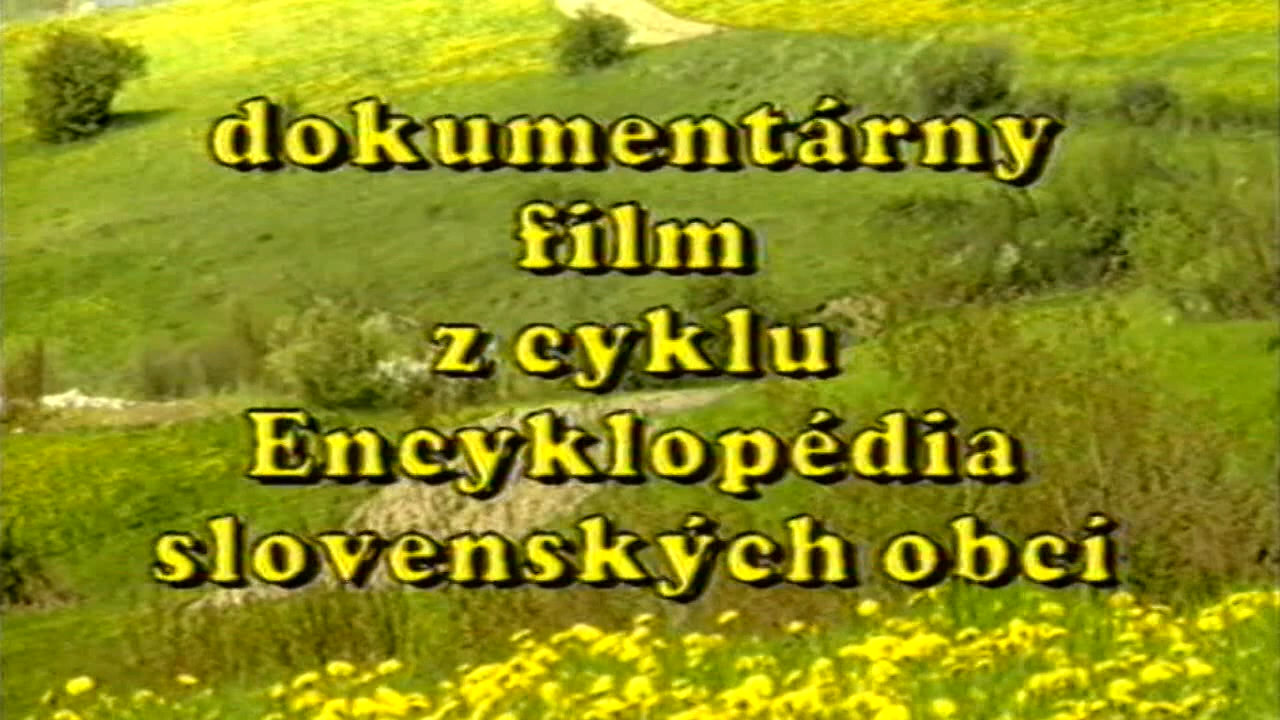 dokumentárny
film
z cyklu
Encyklopédia
slovenských obcí